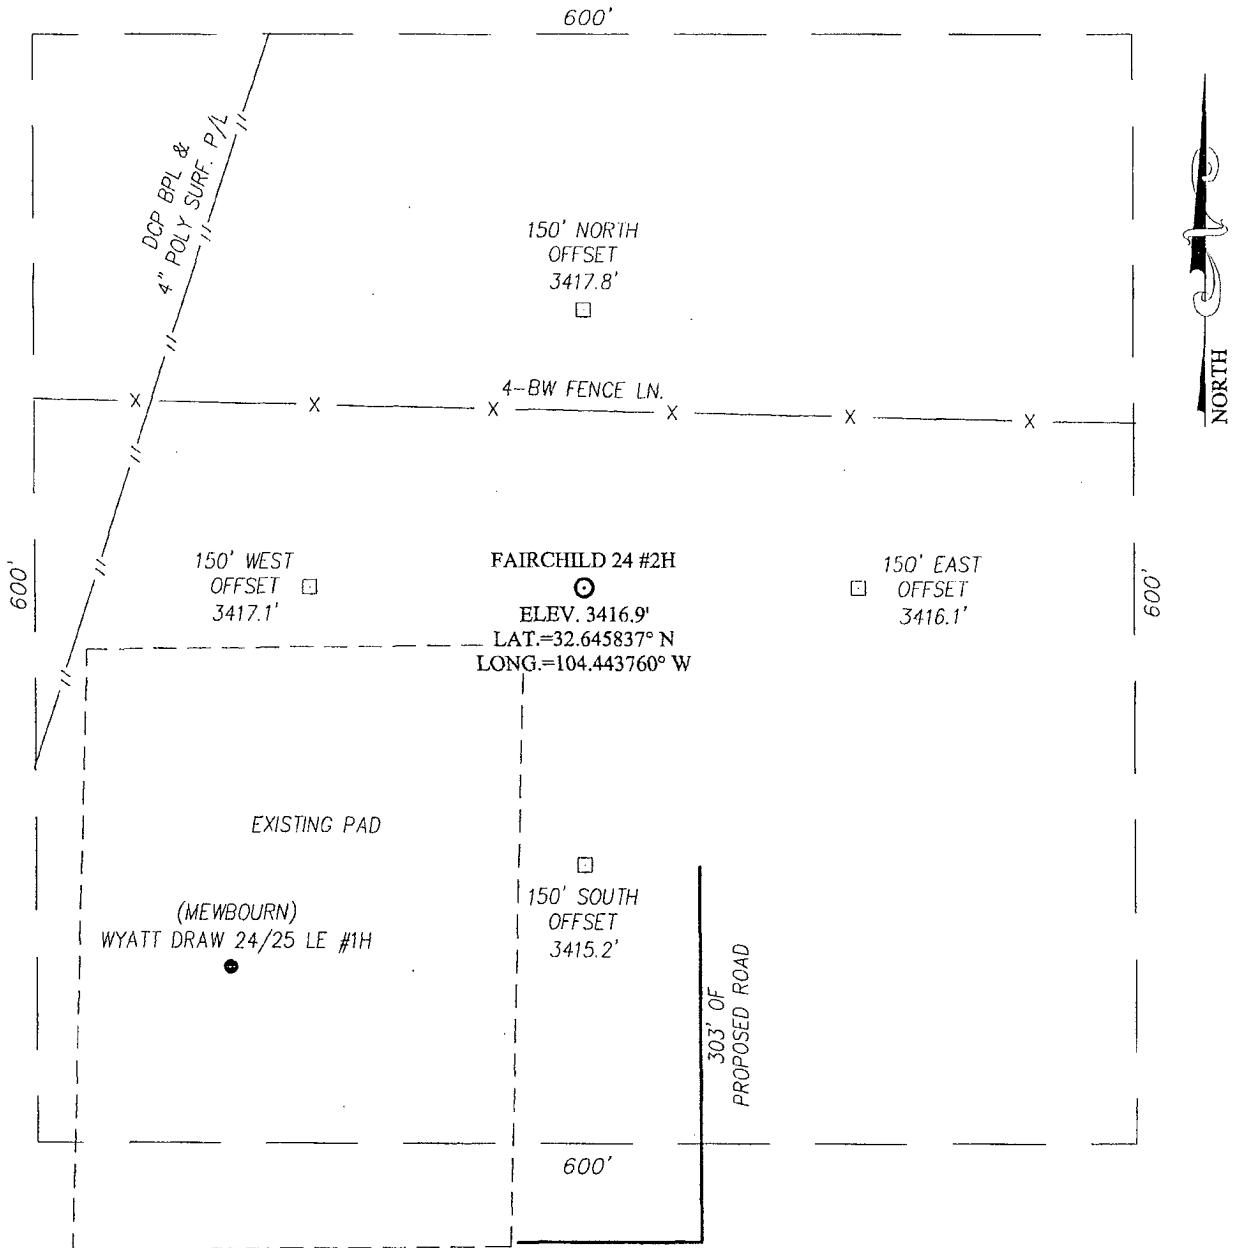 600'
DCP BPL &
4" POLY SURF. P/L
150' NORTH
OFFSET
3417.8'
NORTH
4-BW FENCE LN.
X X X X X X
600'
150' WEST
OFFSET
3417.1'
FAIRCHILD 24 #2H
ELEV. 3416.9'
LAT.=32.645837° N
LONG.=104.443760° W
150' EAST
OFFSET
3416.1'
600'
EXISTING PAD
(MEWBOURN)
WYATT DRAW 24/25 LE #1H
150' SOUTH
OFFSET
3415.2'
303' OF
PROPOSED ROAD
600'